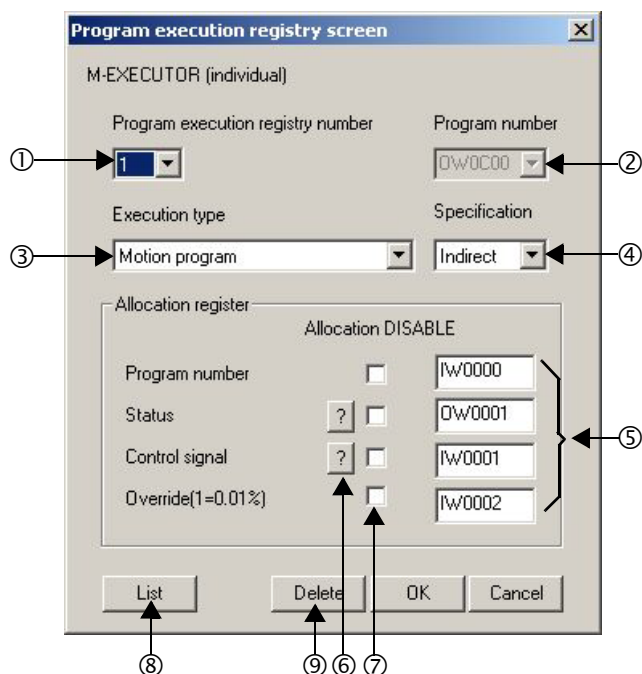 Program execution registry screen
M-EXECUTOR (individual)
Program execution registry number Program number
① 1 OW0C00 ②
Execution type Specification
③ Motion program Indirect ④
Allocation register
Allocation DISABLE
Program number IW0000
Status ? OW0001
⑤
Control signal ? IW0001
Override(1=0.01%) IW0002
List Delete OK Cancel
⑧ ⑨ ⑥ ⑦